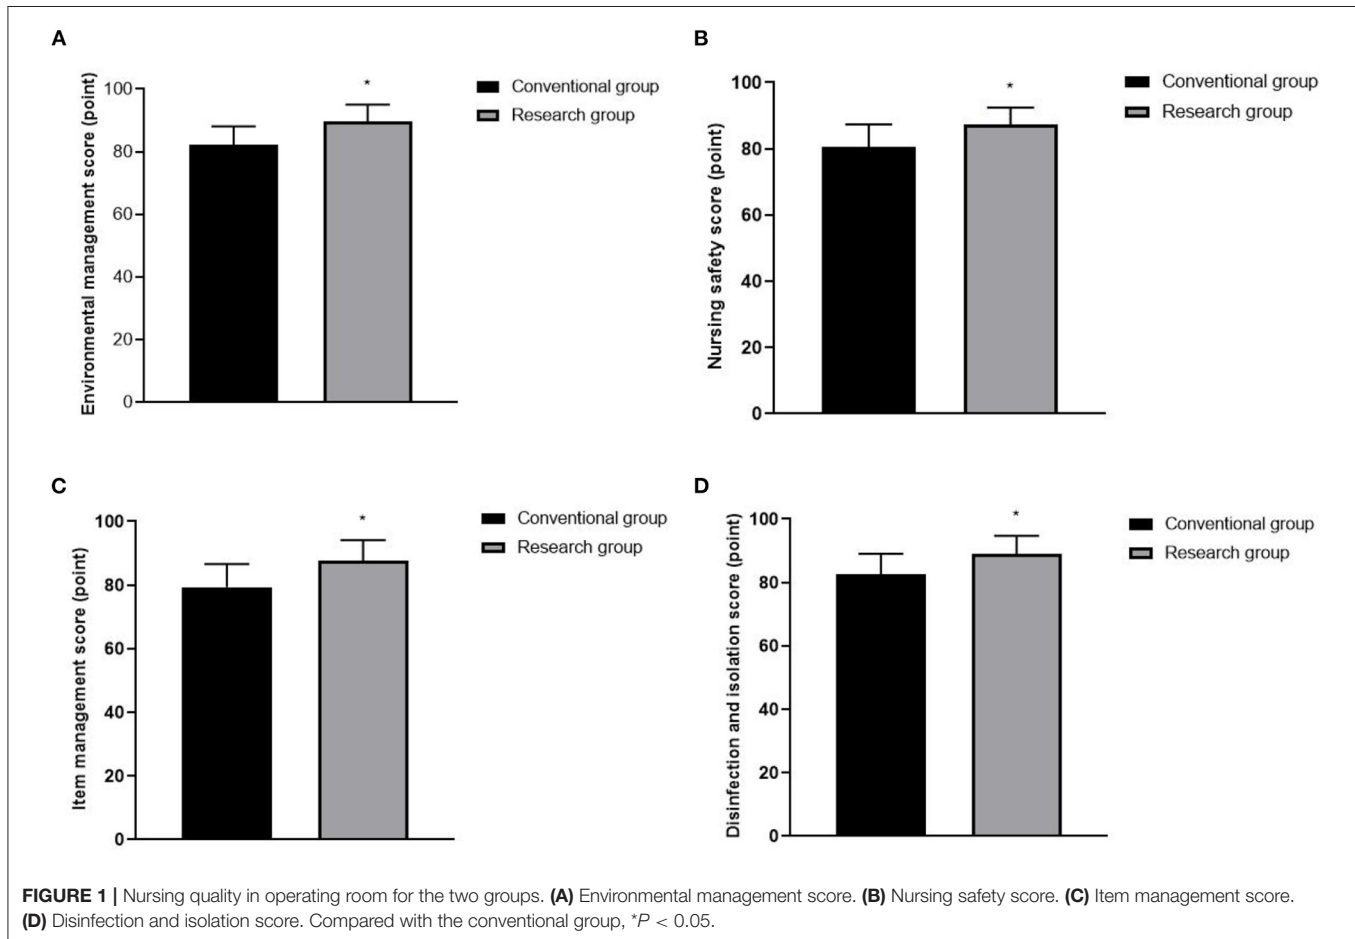 A
Environmental management score (point)
100
80
60
40
20
0
*
Conventional group
Research group
B
Nursing safety score (point)
100
80
60
40
20
0
*
Conventional group
Research group
C
Item management score (point)
100
80
60
40
20
0
*
Conventional group
Research group
D
Disinfection and isolation score (point)
100
80
60
40
20
0
*
Conventional group
Research group
FIGURE 1 | Nursing quality in operating room for the two groups. (A) Environmental management score. (B) Nursing safety score. (C) Item management score.
(D) Disinfection and isolation score. Compared with the conventional group, *P < 0.05.